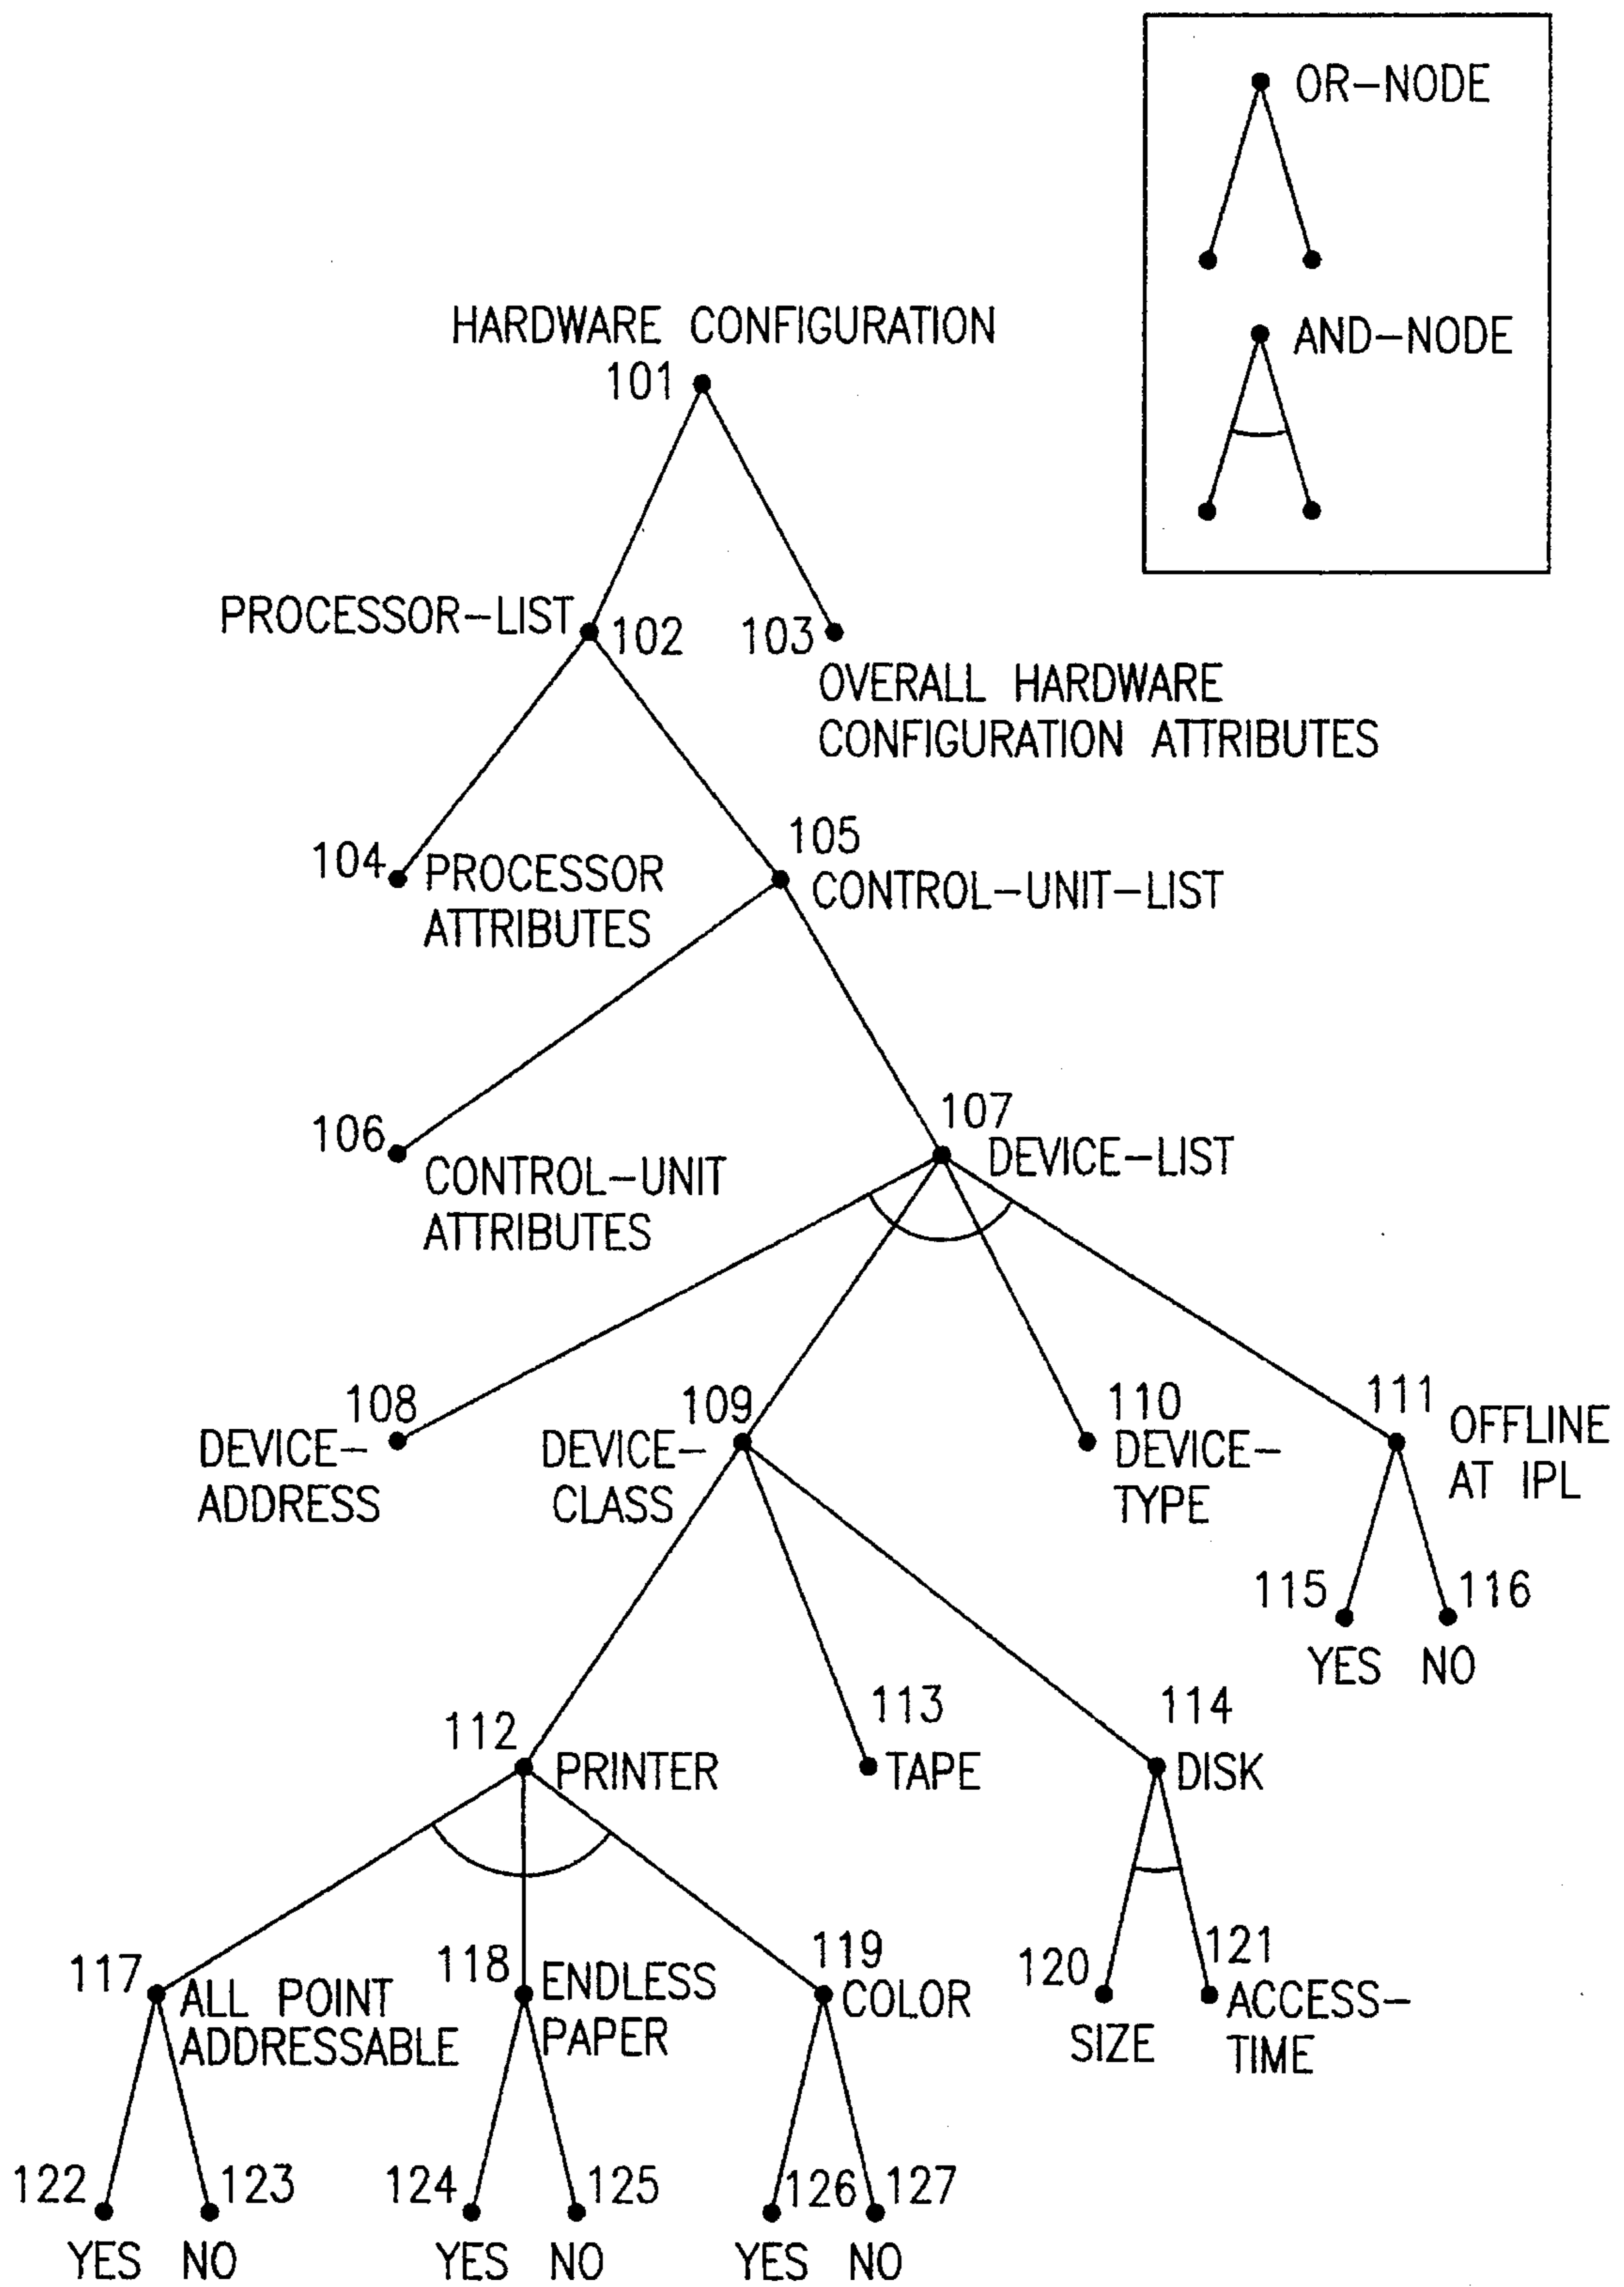 OR-NODE
AND-NODE
HARDWARE CONFIGURATION
101
PROCESSOR-LIST
102
103
OVERALL HARDWARE
CONFIGURATION ATTRIBUTES
104
PROCESSOR
ATTRIBUTES
105
CONTROL-UNIT-LIST
106
CONTROL-UNIT
ATTRIBUTES
107
DEVICE-LIST
108
DEVICE-
ADDRESS
109
DEVICE-
CLASS
110
DEVICE-
TYPE
111
OFFLINE
AT IPL
115
YES
116
NO
112
PRINTER
113
TAPE
114
DISK
117
ALL POINT
ADDRESSABLE
118
ENDLESS
PAPER
119
COLOR
120
SIZE
121
ACCESS-
TIME
122
YES
123
NO
124
YES
125
NO
126
YES
127
NO